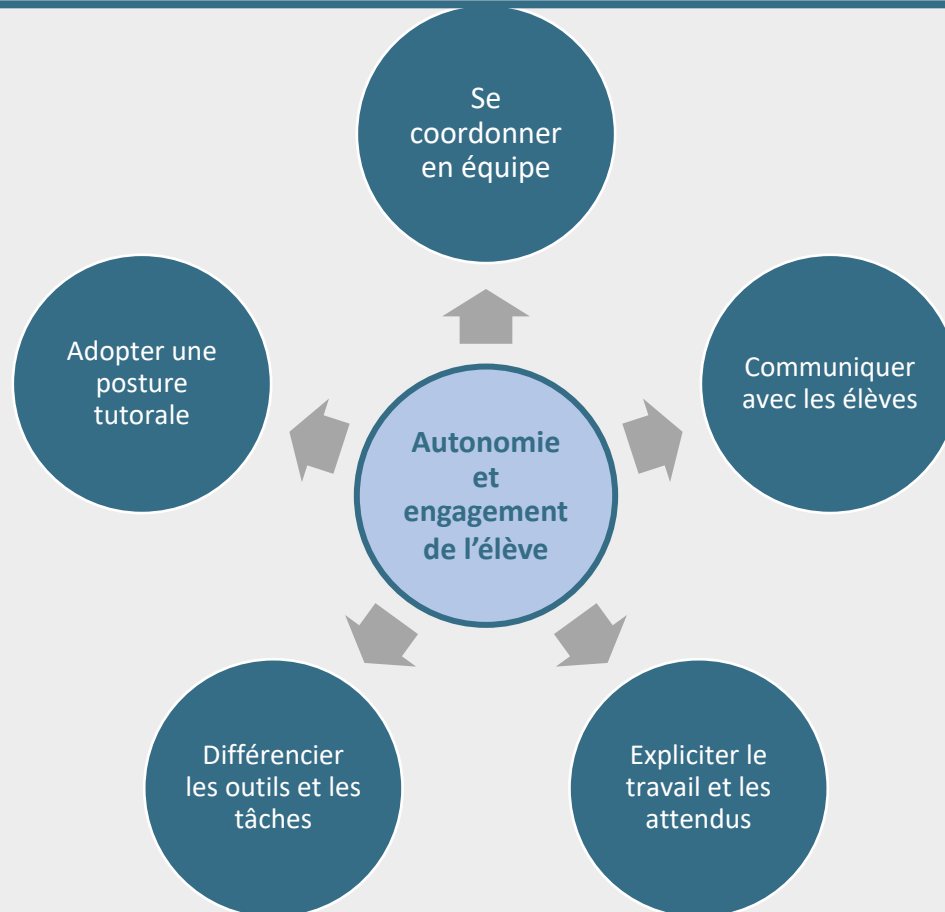 Se
coordonner
en équipe
Adopter une
posture
tutorale
Communiquer
avec les élèves
Autonomie
et
engagement
de l’élève
Différencier
les outils et les
tâches
Expliciter le
travail et les
attendus